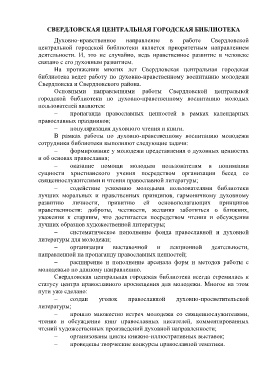 СВЕРДЛОВСКАЯ ЦЕНТРАЛЬНАЯ ГОРОДСКАЯ БИБЛИОТЕКА
Духовно-нравственное направление в работе Свердловской
центральной городской библиотеки является приоритетным направлением
деятельности. И, это не случайно, ведь нравственное развитие в человеке
связано с его духовным развитием.
На протяжении многих лет Свердловская центральная городская
библиотека ведет работу по духовно-нравственному воспитанию молодежи
Свердловска и Свердловского района.
Основными направлениями работы Свердловской центральной
городской библиотеки по духовно-нравственному воспитанию молодых
пользователей являются:
– пропаганда православных ценностей в рамках календарных
православных праздников;
– популяризация духовного чтения и книги.
В рамках работы по духовно-нравственному воспитанию молодежи
сотрудники библиотеки выполняют следующие задачи:
– формирование у молодежи представления о духовных ценностях
и об основах православия;
– оказание помощи молодым пользователям в понимании
сущности христианского учения посредством организации бесед со
священнослужителями и чтения православной литературы;
– содействие усвоению молодыми пользователями библиотеки
лучших моральных и нравственных принципов, гармоничному духовному
развитию личности, привитию ей основополагающих принципов
нравственности: доброты, честности, желания заботиться о ближних,
уважения к старшим, что достигается посредством чтения и обсуждения
лучших образцов художественной литературы;
– систематическое пополнение фонда православной и духовной
литературы для молодежи;
– организация выставочной и лекционной деятельности,
направленной на пропаганду православных ценностей;
– расширение и пополнение арсенала форм и методов работы с
молодежью по данному направлению.
Свердловская центральная городская библиотека всегда стремилась к
статусу центра православного просвещения для молодежи. Многое на этом
пути уже сделано:
– создан уголок православной духовно-просветительской
литературы;
– прошло множество встреч молодежи со священнослужителями,
чтение и обсуждение книг православных писателей, комментированных
чтений художественных произведений духовной направленности;
– организованы циклы книжно-иллюстративных выставок;
– проведены творческие конкурсы православной тематики.